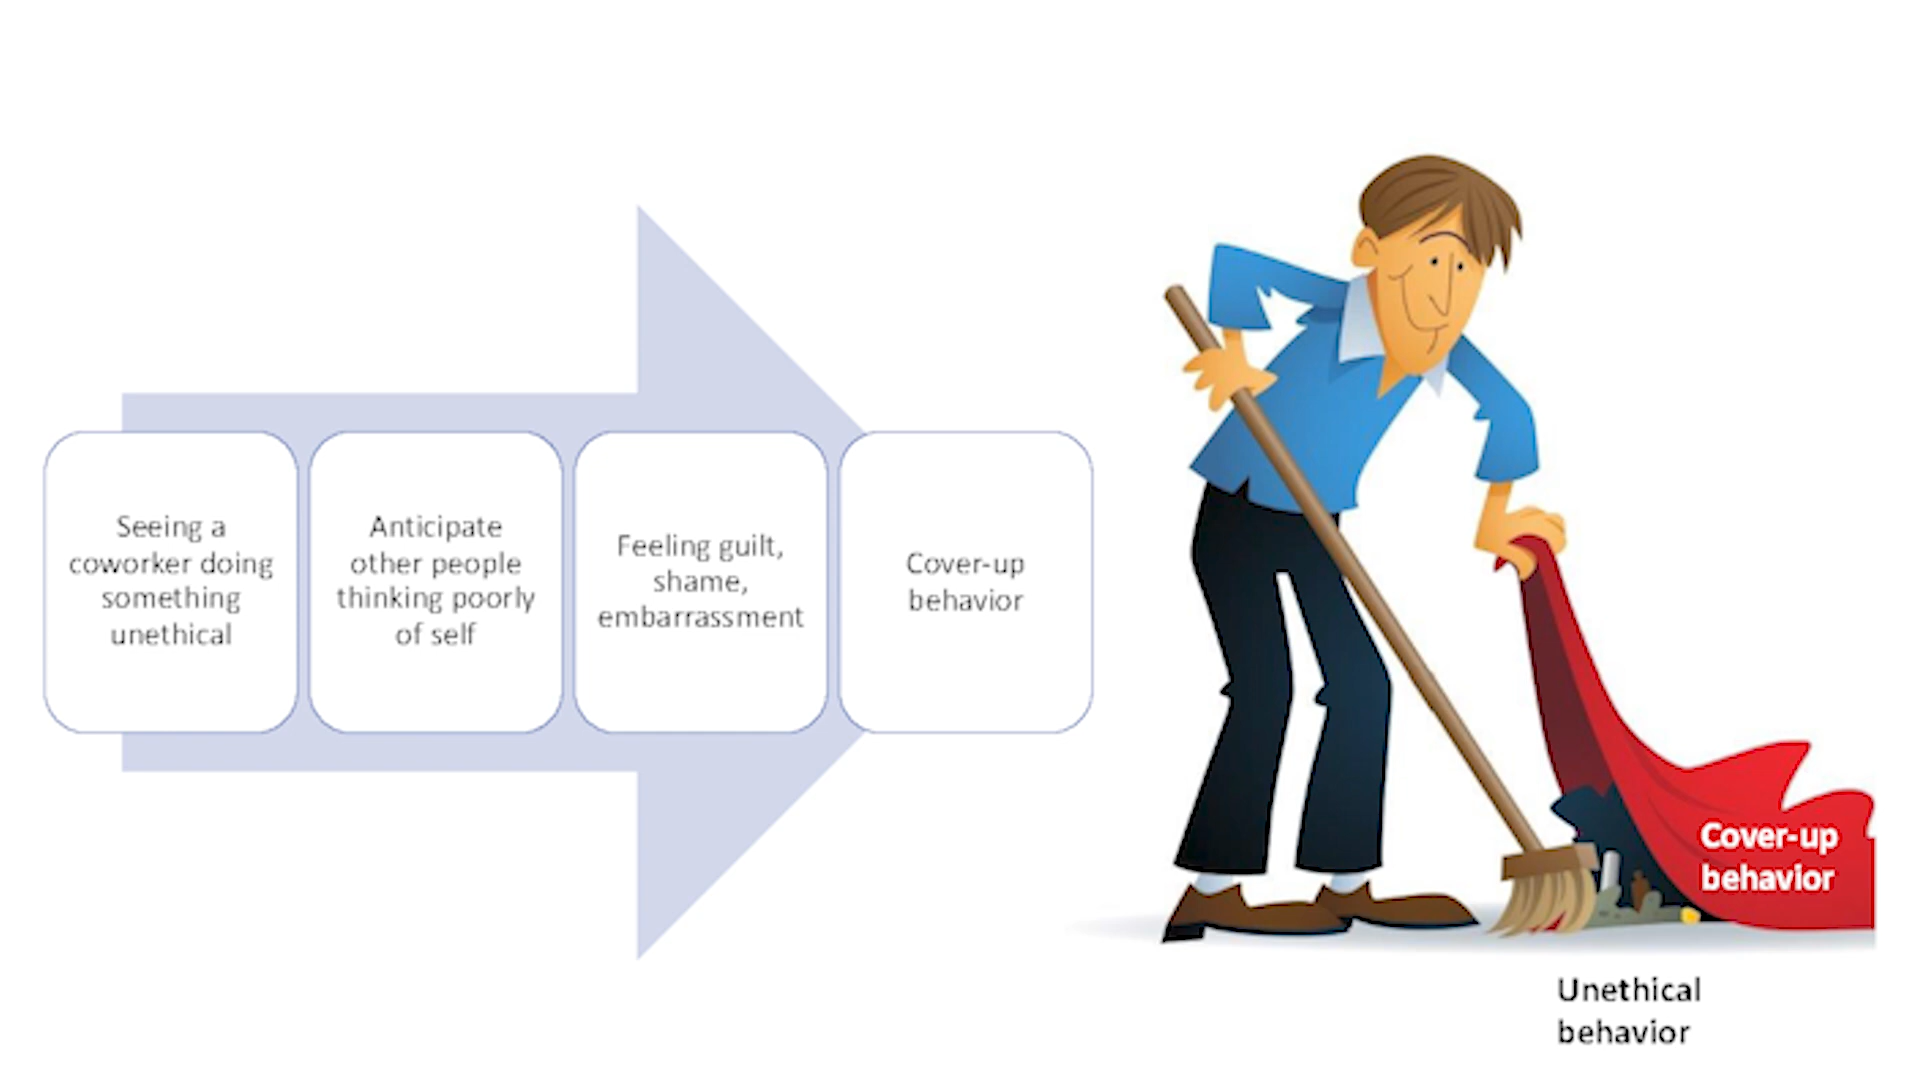 Seeing a
coworker doing
something
unethical
Anticipate
other people
thinking poorly
of self
Feeling guilt,
shame,
embarrassment
Cover-up
behavior
Cover-up
behavior
Unethical
behavior